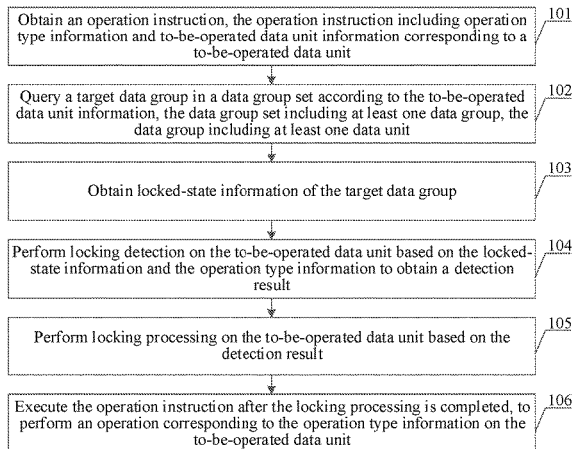 101
Obtain an operation instruction, the operation instruction including operation
type information and to-be-operated data unit information corresponding to a
to-be-operated data unit
102
Query a target data group in a data group set according to the to-be-operated
data unit information, the data group set including at least one data group, the
data group including at least one data unit
103
Obtain locked-state information of the target data group
104
Perform locking detection on the to-be-operated data unit based on the locked-
state information and the operation type information to obtain a detection
result
105
Perform locking processing on the to-be-operated data unit based on the
detection result
106
Execute the operation instruction after the locking processing is completed, to
perform an operation corresponding to the operation type information on the
to-be-operated data unit